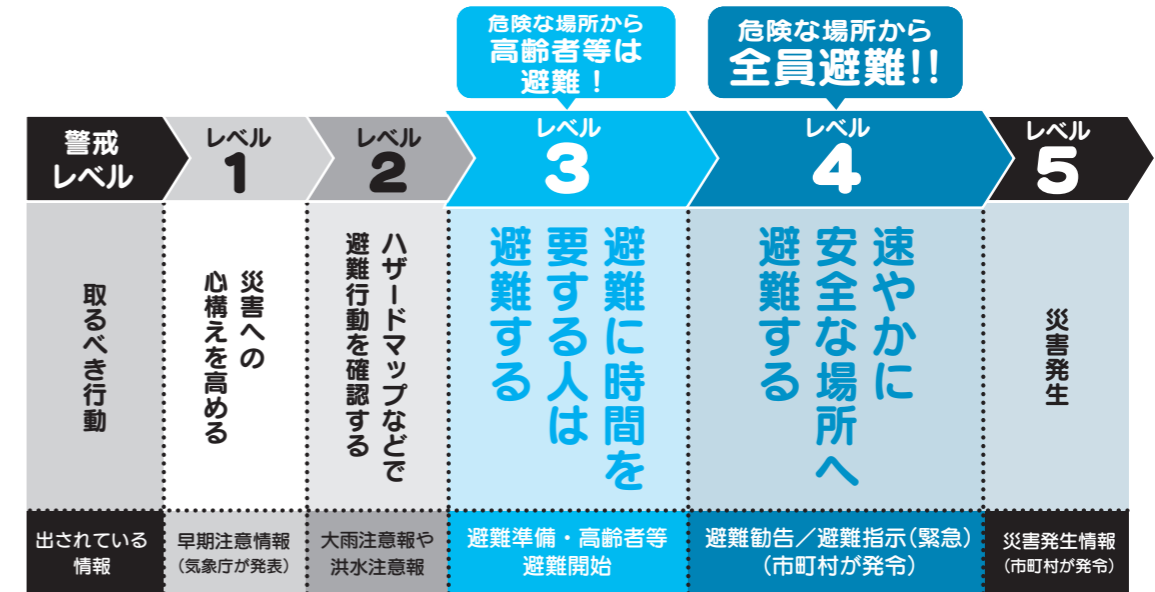 危険な場所から
高齢者等は
避難！
危険な場所から
全員避難!!
警戒
レベル
レベル
1
レベル
2
レベル
3
レベル
4
レベル
5
取るべき行動
災害への
心構えを高める
ハザードマップなどで
避難行動を確認する
避難に時間を
要する人は
避難する
速やかに
安全な場所へ
避難する
災害発生
出されている
情報
早期注意情報
（気象庁が発表）
大雨注意報や
洪水注意報
避難準備・高齢者等
避難開始
避難勧告／避難指示（緊急）
（市町村が発令）
災害発生情報
（市町村が発令）